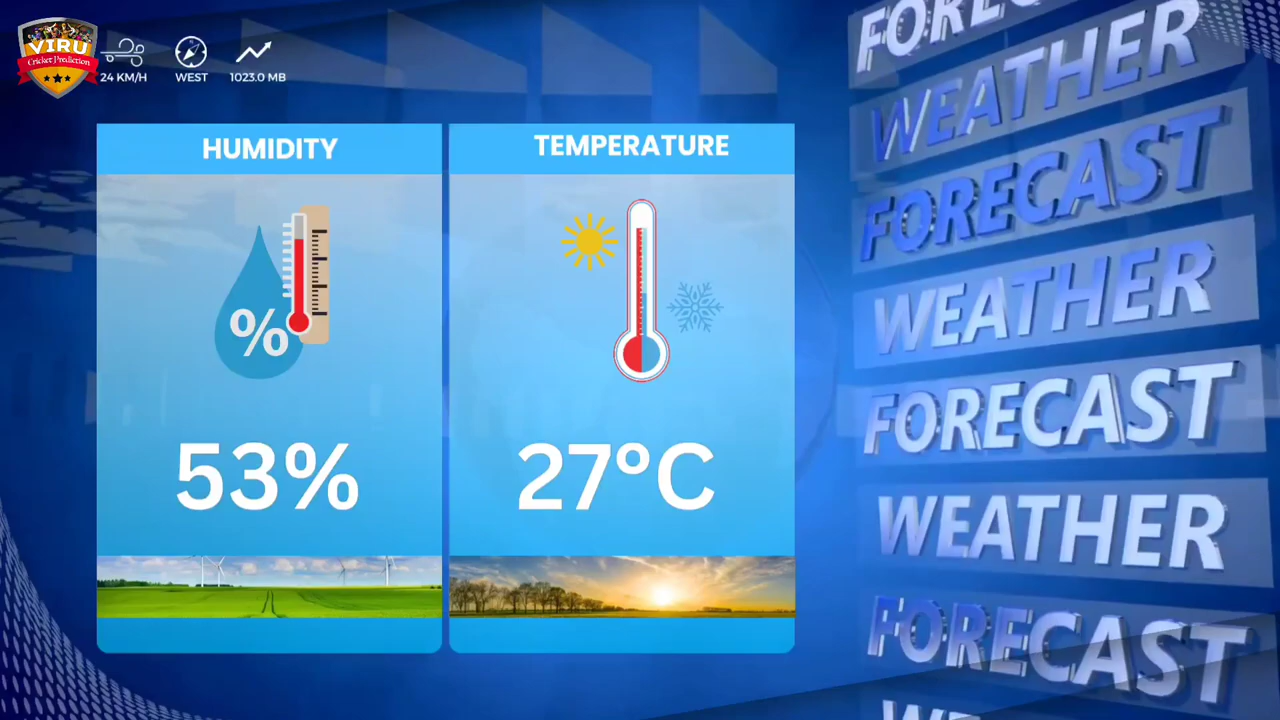 VIRU
Cricket Prediction
24 KM/H
WEST
1023.0 MB
HUMIDITY
TEMPERATURE
%
53%
27°C
FORECAST
WEATHER
FORECAST
WEATHER
FORECAST
WEATHER